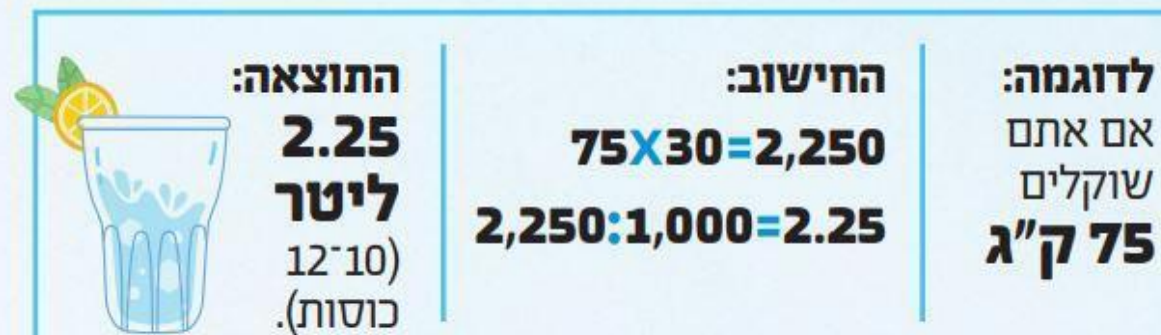 לדוגמה:
אם אתם
שוקלים
75 ק"ג
החישוב:
75X30=2,250
2,250:1,000=2.25
התוצאה:
2.25
ליטר
(10־12
כוסות).